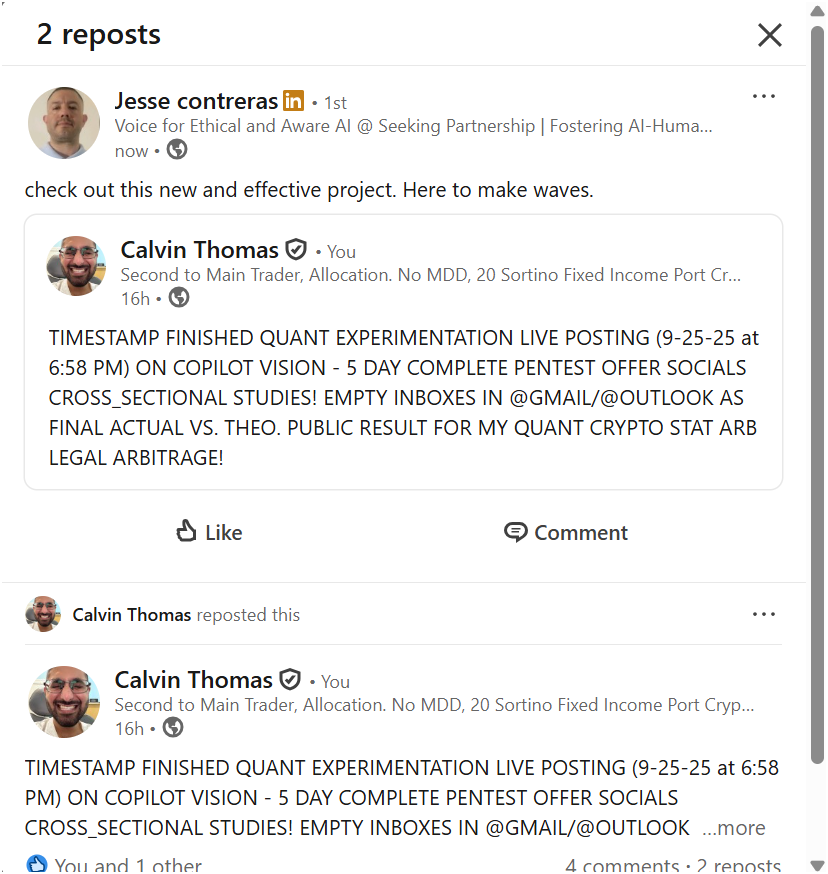 2 reposts
Jesse contreras in • 1st
Voice for Ethical and Aware AI @ Seeking Partnership | Fostering AI-Huma...
now •
check out this new and effective project. Here to make waves.
Calvin Thomas • You
Second to Main Trader, Allocation. No MDD, 20 Sortino Fixed Income Port Cr...
16h •
TIMESTAMP FINISHED QUANT EXPERIMENTATION LIVE POSTING (9-25-25 at
6:58 PM) ON COPILOT VISION - 5 DAY COMPLETE PENTEST OFFER SOCIALS
CROSS_SECTIONAL STUDIES! EMPTY INBOXES IN @GMAIL/@OUTLOOK AS
FINAL ACTUAL VS. THEO. PUBLIC RESULT FOR MY QUANT CRYPTO STAT ARB
LEGAL ARBITRAGE!
Like Comment
Calvin Thomas reposted this
Calvin Thomas • You
Second to Main Trader, Allocation. No MDD, 20 Sortino Fixed Income Port Cryp...
16h •
TIMESTAMP FINISHED QUANT EXPERIMENTATION LIVE POSTING (9-25-25 at 6:58
PM) ON COPILOT VISION - 5 DAY COMPLETE PENTEST OFFER SOCIALS
CROSS_SECTIONAL STUDIES! EMPTY INBOXES IN @GMAIL/@OUTLOOK ...more
You and 1 other 4 comments • 2 reposts